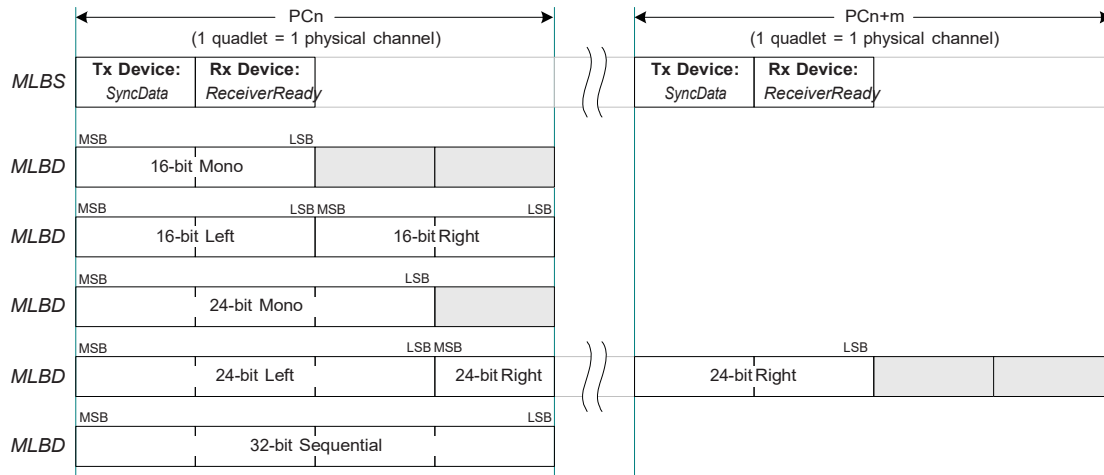 PCn PCn+m
(1 quadlet = 1 physical channel) (1 quadlet = 1 physical channel)
MLBS Tx Device: Rx Device: Tx Device: Rx Device:
SyncData ReceiverReady SyncData ReceiverReady
MSB LSB
MLBD 16-bit Mono
MSB LSB MSB LSB
MLBD 16-bit Left 16-bit Right
MSB LSB
MLBD 24-bit Mono
MSB LSB MSB LSB
MLBD 24-bit Left 24-bit Right 24-bit Right
MSB LSB
MLBD 32-bit Sequential